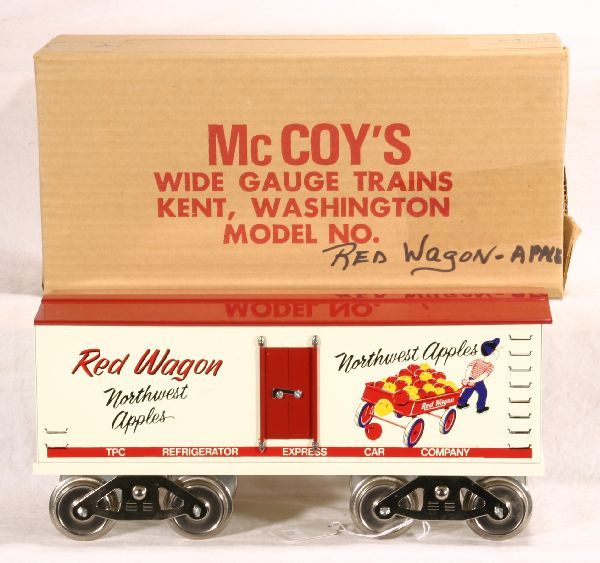 McCOY'S
WIDE GAUGE TRAINS
KENT, WASHINGTON
MODEL NO.
RED WAGON - APPLE
Red Wagon
Northwest
Apples
Northwest Apples
Red Wagon
TPC REFRIGERATOR EXPRESS CAR COMPANY